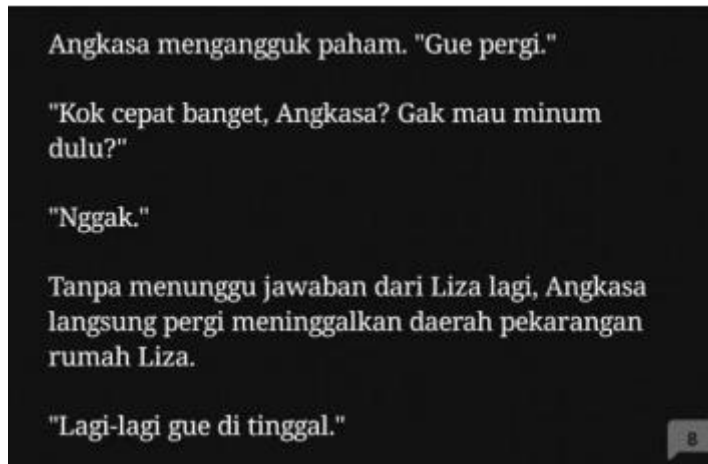 Angkasa mengangguk paham. "Gue pergi."
"Kok cepat banget, Angkasa? Gak mau minum
dulu?"
"Nggak."
Tanpa menunggu jawaban dari Liza lagi, Angkasa
langsung pergi meninggalkan daerah pekarangan
rumah Liza.
"Lagi-lagi gue di tinggal."
8